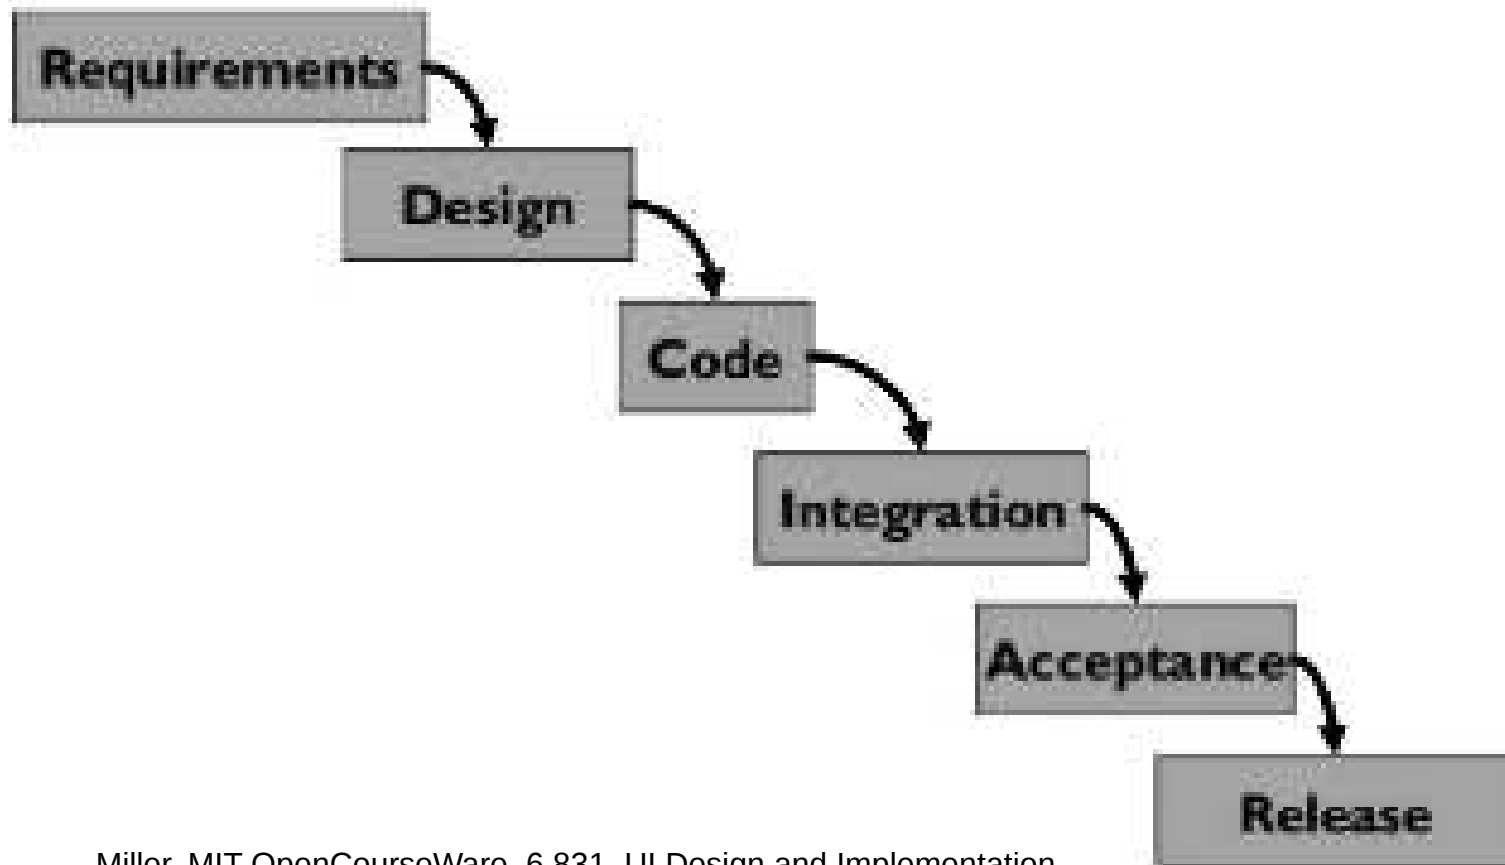 Requirements
Design
Code
Integration
Acceptance
Release
Miller, MIT OpenCourseWare, 6.831, UI Design and Implementation